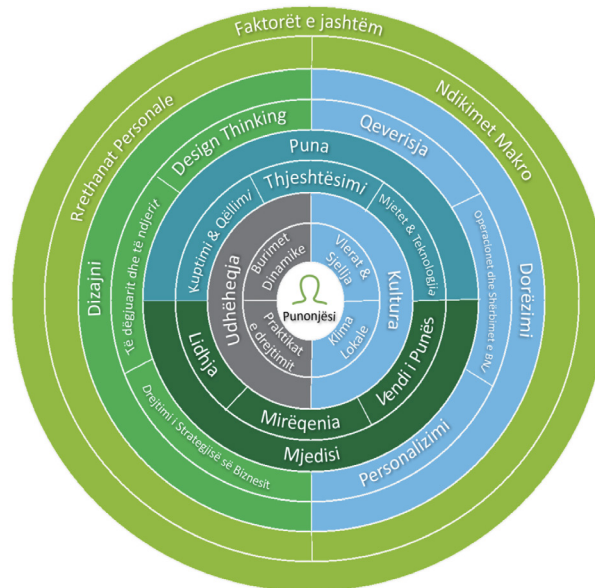 Faktorët e jashtëm
Rrethanat Personale
Ndikimet Makro
Dizajni
Design Thinking
Të dëgjuarit dhe të ndjerit
Drejtimi i Strategjisë së Biznesit
Dorëzimi
Qeverisja
Operacionet dhe Shërbimet e BNJ
Personalizimi
Puna
Kuptimi & Qëllimi
Thjeshtësimi
Mjetet & Teknologjia
Mjedisi
Lidhja
Mirëqenia
Vendi i Punës
Udhëheqja
Burimet
Dinamike
Praktikat
e drejtimit
Kultura
Vlerat &
Sjellja
Klima
Lokale
Punonjësi